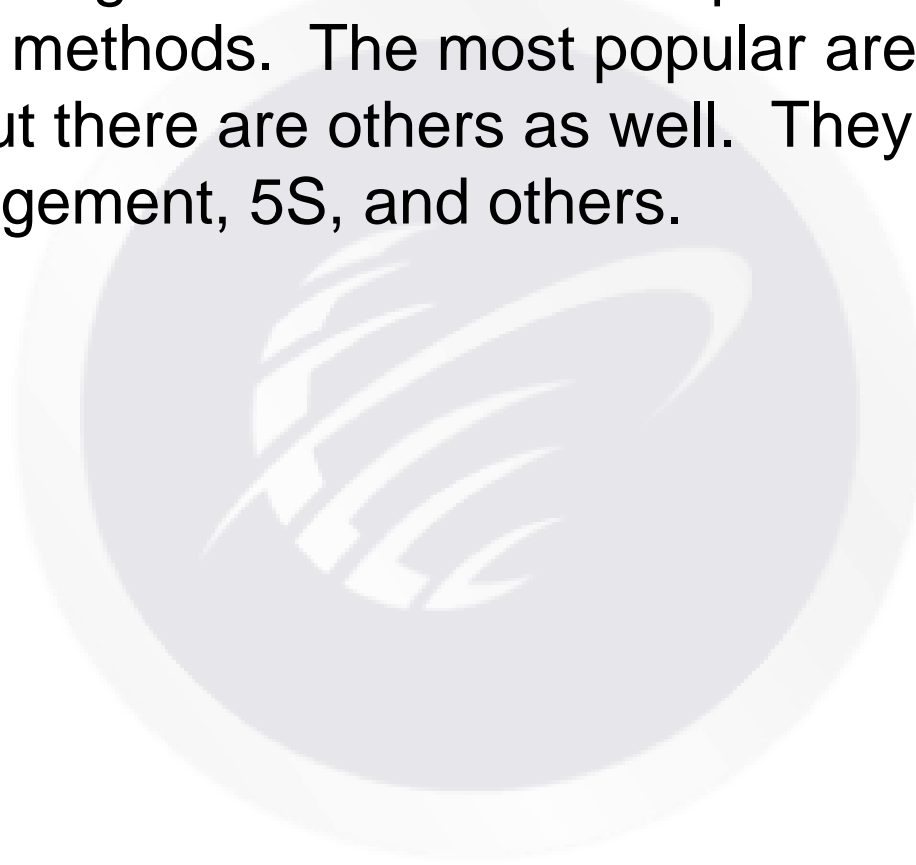 methods. The most popular are
ut there are others as well. They
gement, 5S, and others.